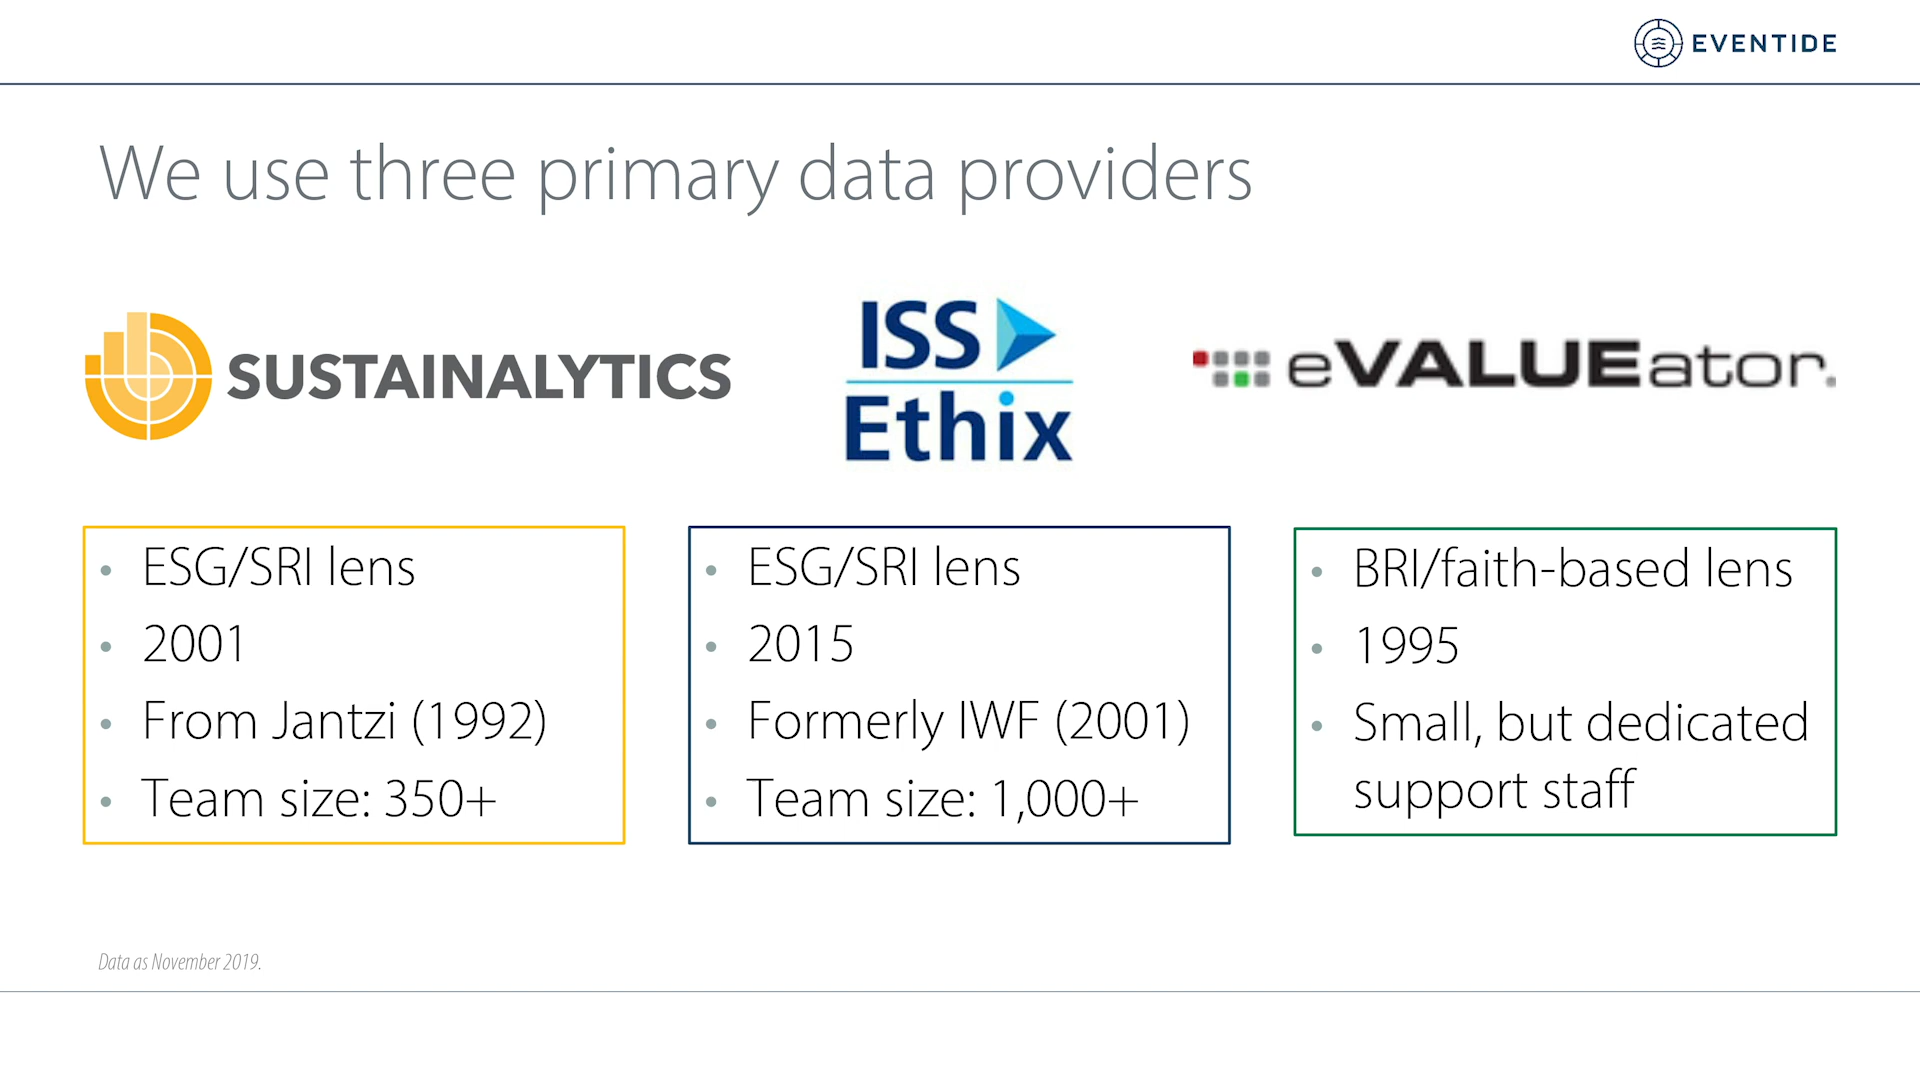 EVENTIDE
We use three primary data providers
SUSTAINALYTICS
ISS
Ethix
eVALUEator.
• ESG/SRI lens
• 2001
• From Jantzi (1992)
• Team size: 350+
• ESG/SRI lens
• 2015
• Formerly IWF (2001)
• Team size: 1,000+
• BRI/faith-based lens
• 1995
• Small, but dedicated
support staff
Data as November 2019.